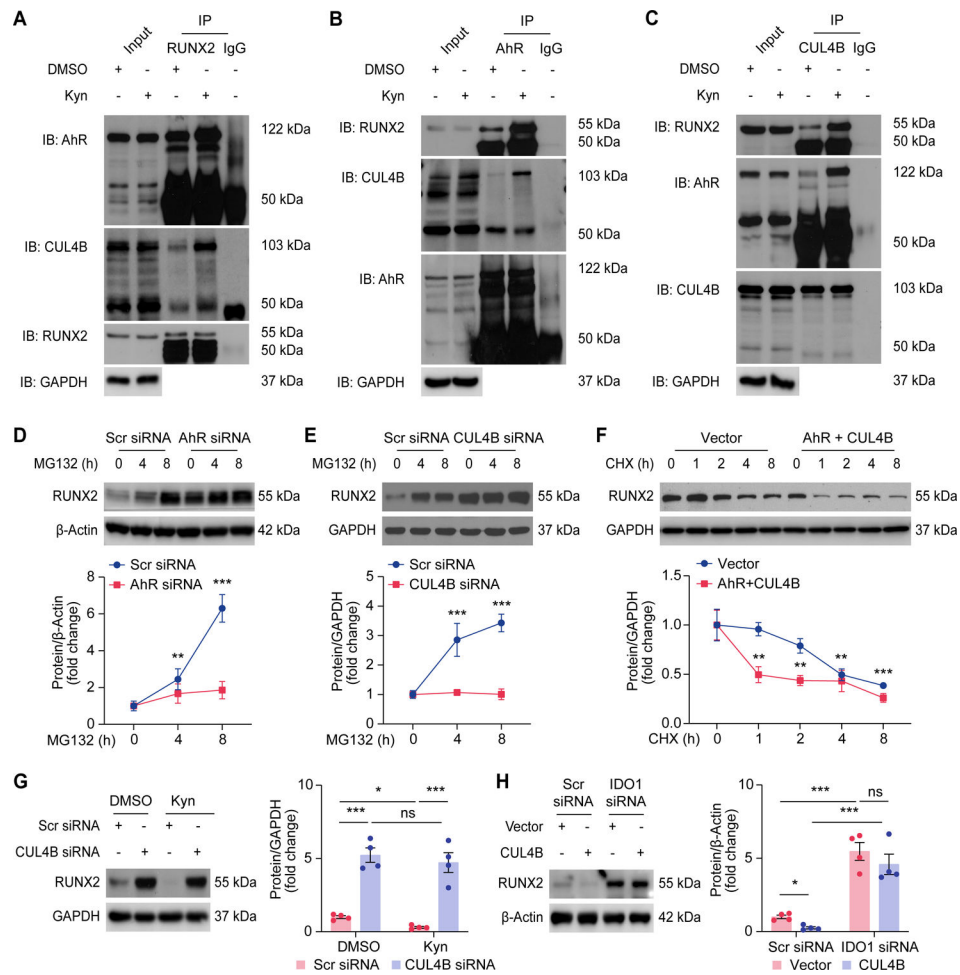 A
Input
IP
RUNX2 IgG
DMSO + - + - -
Kyn - + - + -
IB: AhR
122 kDa
50 kDa
IB: CUL4B
103 kDa
50 kDa
IB: RUNX2
55 kDa
50 kDa
IB: GAPDH
37 kDa
B
Input
IP
AhR IgG
DMSO + - + - -
Kyn - + - + -
IB: RUNX2
55 kDa
50 kDa
IB: CUL4B
103 kDa
50 kDa
IB: AhR
122 kDa
50 kDa
IB: GAPDH
37 kDa
C
Input
IP
CUL4B IgG
DMSO + - + - -
Kyn - + - + -
IB: RUNX2
55 kDa
50 kDa
IB: AhR
122 kDa
50 kDa
IB: CUL4B
103 kDa
50 kDa
IB: GAPDH
37 kDa
D
Scr siRNA AhR siRNA
MG132 (h) 0 4 8 0 4 8
RUNX2 55 kDa
β-Actin 42 kDa
Scr siRNA
AhR siRNA
Protein/β-Actin
(fold change)
8
6
4
2
0
**
***
0 4 8
MG132 (h)
E
Scr siRNA CUL4B siRNA
MG132 (h) 0 4 8 0 4 8
RUNX2 55 kDa
GAPDH 37 kDa
Scr siRNA
CUL4B siRNA
Protein/GAPDH
(fold change)
5
4
3
2
1
0
***
***
0 4 8
MG132 (h)
F
Vector AhR + CUL4B
CHX (h) 0 1 2 4 8 0 1 2 4 8
RUNX2 55 kDa
GAPDH 37 kDa
Vector
AhR+CUL4B
Protein/GAPDH
(fold change)
1.5
1.0
0.5
0.0
** ** ** ***
0 1 2 4 8
CHX (h)
G
DMSO Kyn
Scr siRNA + - + -
CUL4B siRNA - + - +
RUNX2 55 kDa
GAPDH 37 kDa
Protein/GAPDH
(fold change)
10
5
0
* ***
*** ns
DMSO Kyn
Scr siRNA CUL4B siRNA
H
Scr
siRNA
IDO1
siRNA
Vector + - + -
CUL4B - + - +
RUNX2 55 kDa
β-Actin 42 kDa
Protein/β-Actin
(fold change)
10
5
0
*** ns
***
*
Scr siRNA IDO1 siRNA
Vector CUL4B